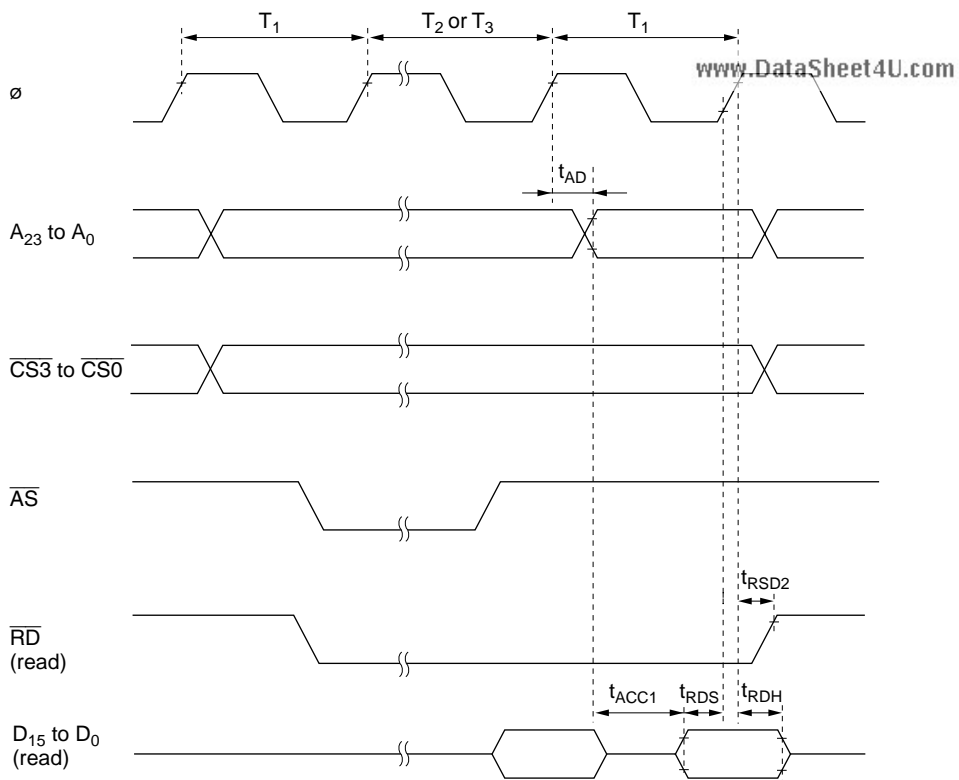 T1 T2 or T3 T1
www.DataSheet4U.com
ø
tAD
A23 to A0
CS3 to CS0
AS
tRSD2
RD
(read)
tACC1 tRDS tRDH
D15 to D0
(read)